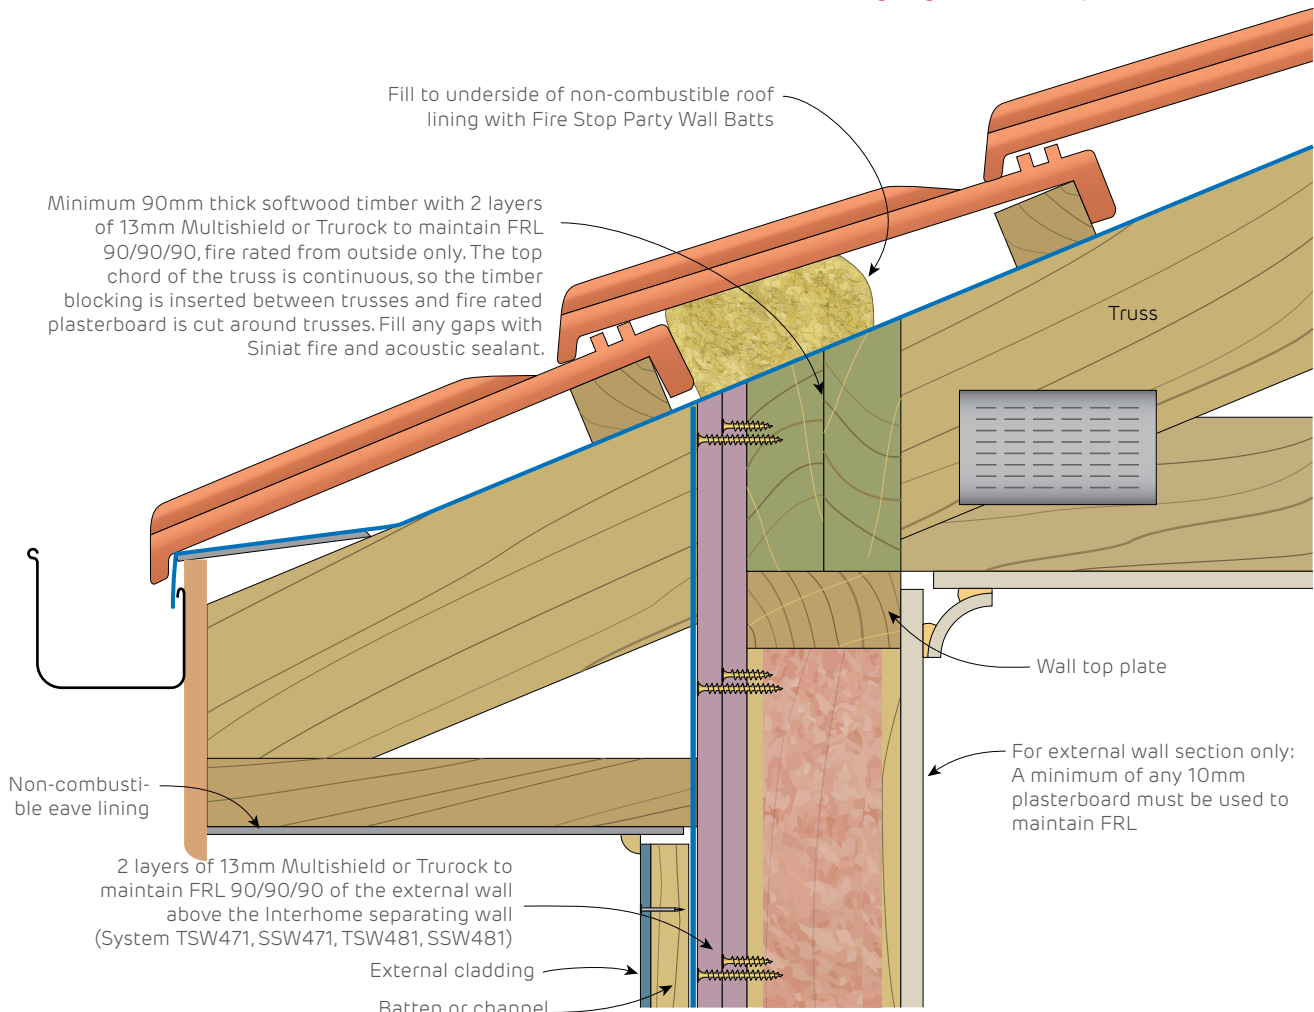 Fill to underside of non-combustible roof
lining with Fire Stop Party Wall Batts
Minimum 90mm thick softwood timber with 2 layers
of 13mm Multishield or Trurock to maintain FRL
90/90/90, fire rated from outside only. The top
chord of the truss is continuous, so the timber
blocking is inserted between trusses and fire rated
plasterboard is cut around trusses. Fill any gaps with
Siniat fire and acoustic sealant.
Truss
Wall top plate
For external wall section only:
A minimum of any 10mm
plasterboard must be used to
maintain FRL
Non-combusti-
ble eave lining
2 layers of 13mm Multishield or Trurock to
maintain FRL 90/90/90 of the external wall
above the Interhome separating wall
(System TSW471, SSW471, TSW481, SSW481)
External cladding
Batten or channel